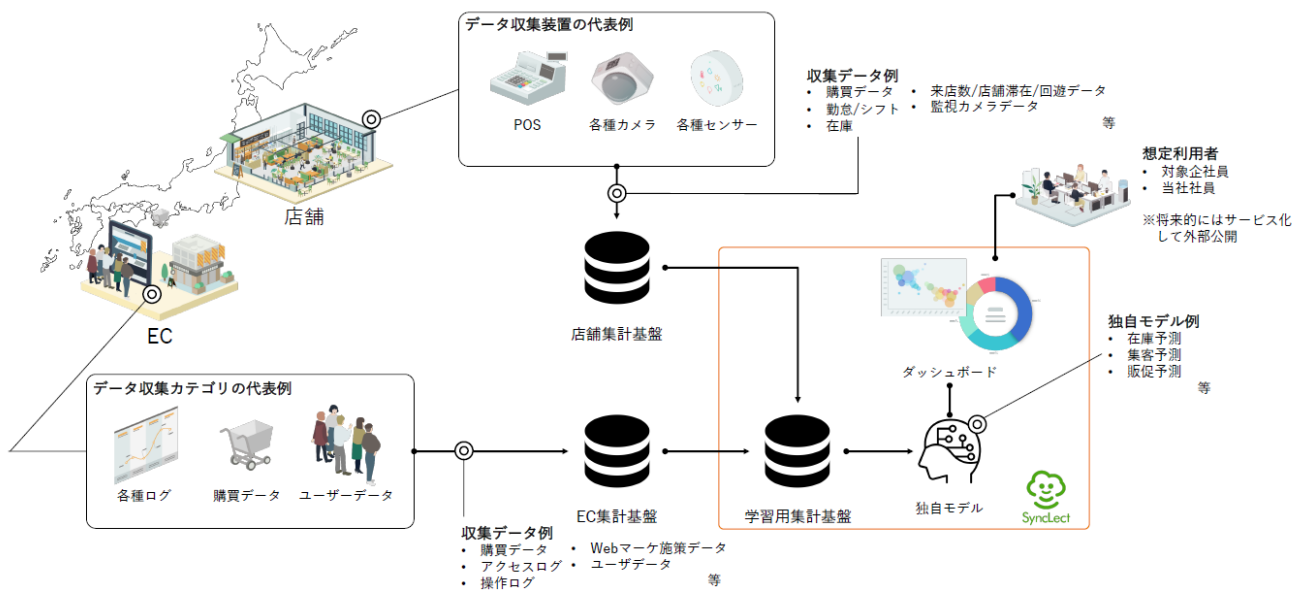 データ収集装置の代表例
POS
各種カメラ
各種センサー
収集データ例
• 購買データ
• 勤怠/シフト
• 在庫
• 来店数/店舗滞在/回遊データ
• 監視カメラデータ
等
想定利用者
• 対象企社員
• 当社社員
※将来的にはサービス化
して外部公開
店舗
EC
店舗集計基盤
ダッシュボード
独自モデル例
• 在庫予測
• 集客予測
• 販促予測
等
データ収集カテゴリの代表例
各種ログ
購買データ
ユーザーデータ
EC集計基盤
学習用集計基盤
独自モデル
SyncLect
収集データ例
• 購買データ
• アクセスログ
• 操作ログ
• Webマーケ施策データ
• ユーザデータ
等